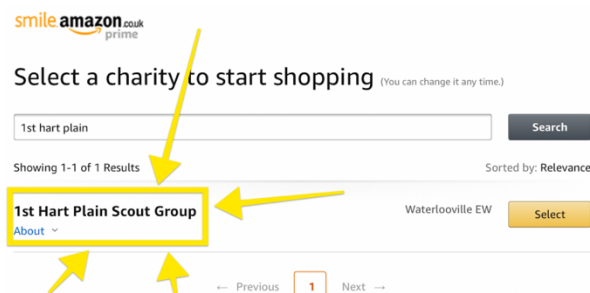 smile amazon.co.uk
prime
Select a charity to start shopping (You can change it any time.)
1st hart plain
Search
Showing 1-1 of 1 Results
Sorted by: Relevance
1st Hart Plain Scout Group
Waterlooville EW
Select
About
← Previous 1 Next →